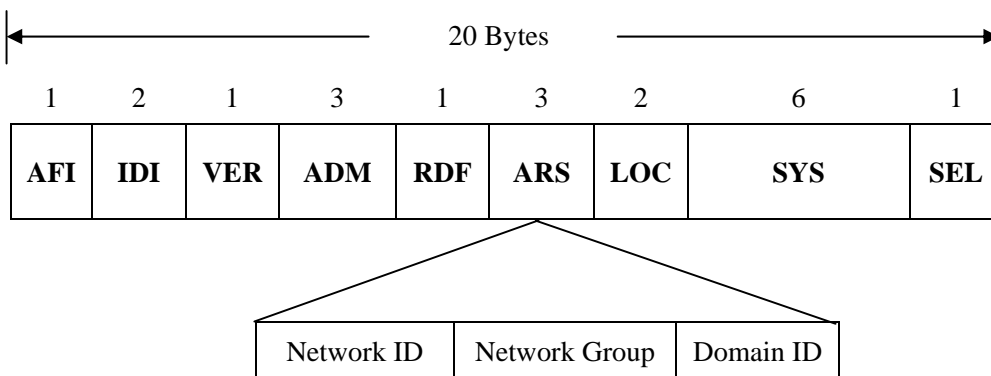 20 Bytes
1 2 1 3 1 3 2 6 1
AFI IDI VER ADM RDF ARS LOC SYS SEL
Network ID Network Group Domain ID